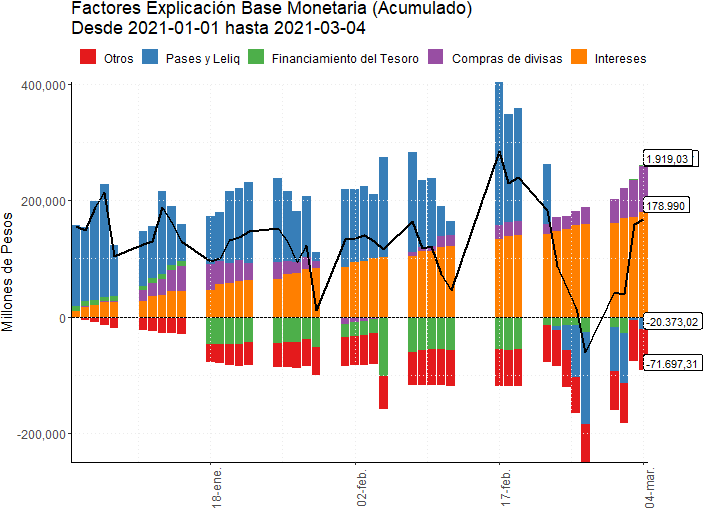 Factores Explicación Base Monetaria (Acumulado)
Desde 2021-01-01 hasta 2021-03-04
Otros
Pases y Leliq
Financiamiento del Tesoro
Compras de divisas
Intereses
Millones de Pesos
400,000
200,000
0
-200,000
1.919,03
178.990
-20.373,02
-71.697,31
18-ene.
02-feb.
17-feb.
04-mar.